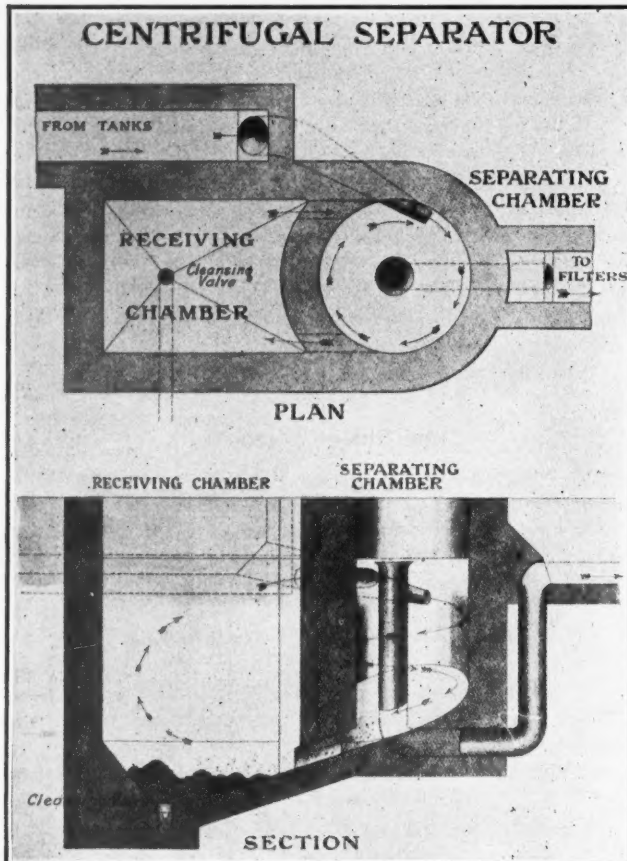 CENTRIFUGAL SEPARATOR
FROM TANKS
SEPARATING
CHAMBER
RECEIVING
Cleansing
Valve
CHAMBER
TO
FILTERS
PLAN
RECEIVING CHAMBER
SEPARATING
CHAMBER
SECTION